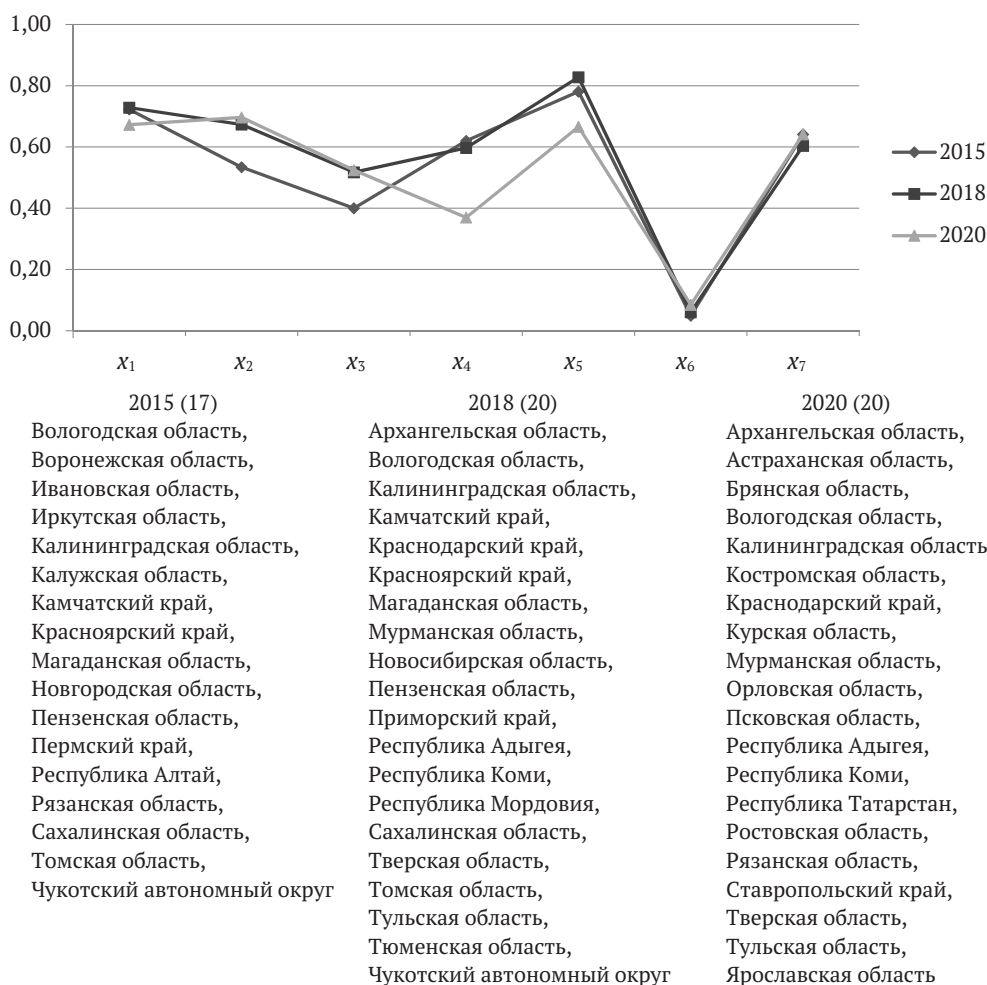 1,00
0,80
0,60
0,40
0,20
0,00
2015
2018
2020
x1 x2 x3 x4 x5 x6 x7
2015 (17)
Вологодская область,
Воронежская область,
Ивановская область,
Иркутская область,
Калининградская область,
Калужская область,
Камчатский край,
Красноярский край,
Магаданская область,
Новгородская область,
Пензенская область,
Пермский край,
Республика Алтай,
Рязанская область,
Сахалинская область,
Томская область,
Чукотский автономный округ
2018 (20)
Архангельская область,
Вологодская область,
Калининградская область,
Камчатский край,
Краснодарский край,
Красноярский край,
Магаданская область,
Мурманская область,
Новосибирская область,
Пензенская область,
Приморский край,
Республика Адыгея,
Республика Коми,
Республика Мордовия,
Сахалинская область,
Тверская область,
Томская область,
Тульская область,
Тюменская область,
Чукотский автономный округ
2020 (20)
Архангельская область,
Астраханская область,
Брянская область,
Вологодская область,
Калининградская область
Костромская область,
Краснодарский край,
Курская область,
Мурманская область,
Орловская область,
Псковская область,
Республика Адыгея,
Республика Коми,
Республика Татарстан,
Ростовская область,
Рязанская область,
Ставропольский край,
Тверская область,
Тульская область,
Ярославская область